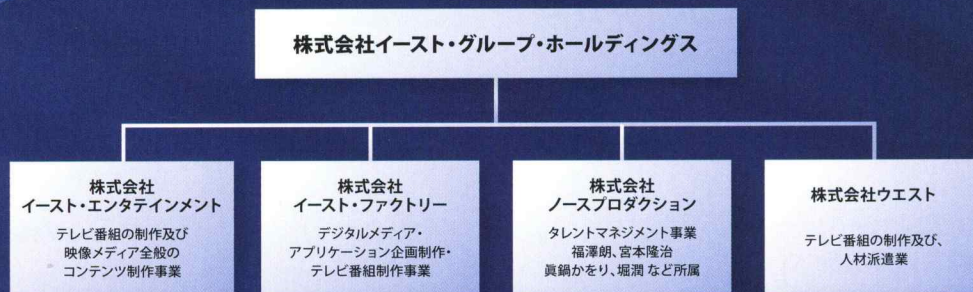 株式会社イースト・グループ・ホールディングス
株式会社
イースト・エンタテインメント
テレビ番組の制作及び
映像メディア全般の
コンテンツ制作事業
株式会社
イースト・ファクトリー
デジタルメディア・
アプリケーション企画制作・
テレビ番組制作事業
株式会社
ノースプロダクション
タレントマネジメント事業
福澤朗、宮本隆治
眞鍋かをり、堀潤 など所属
株式会社ウエスト
テレビ番組の制作及び、
人材派遣業